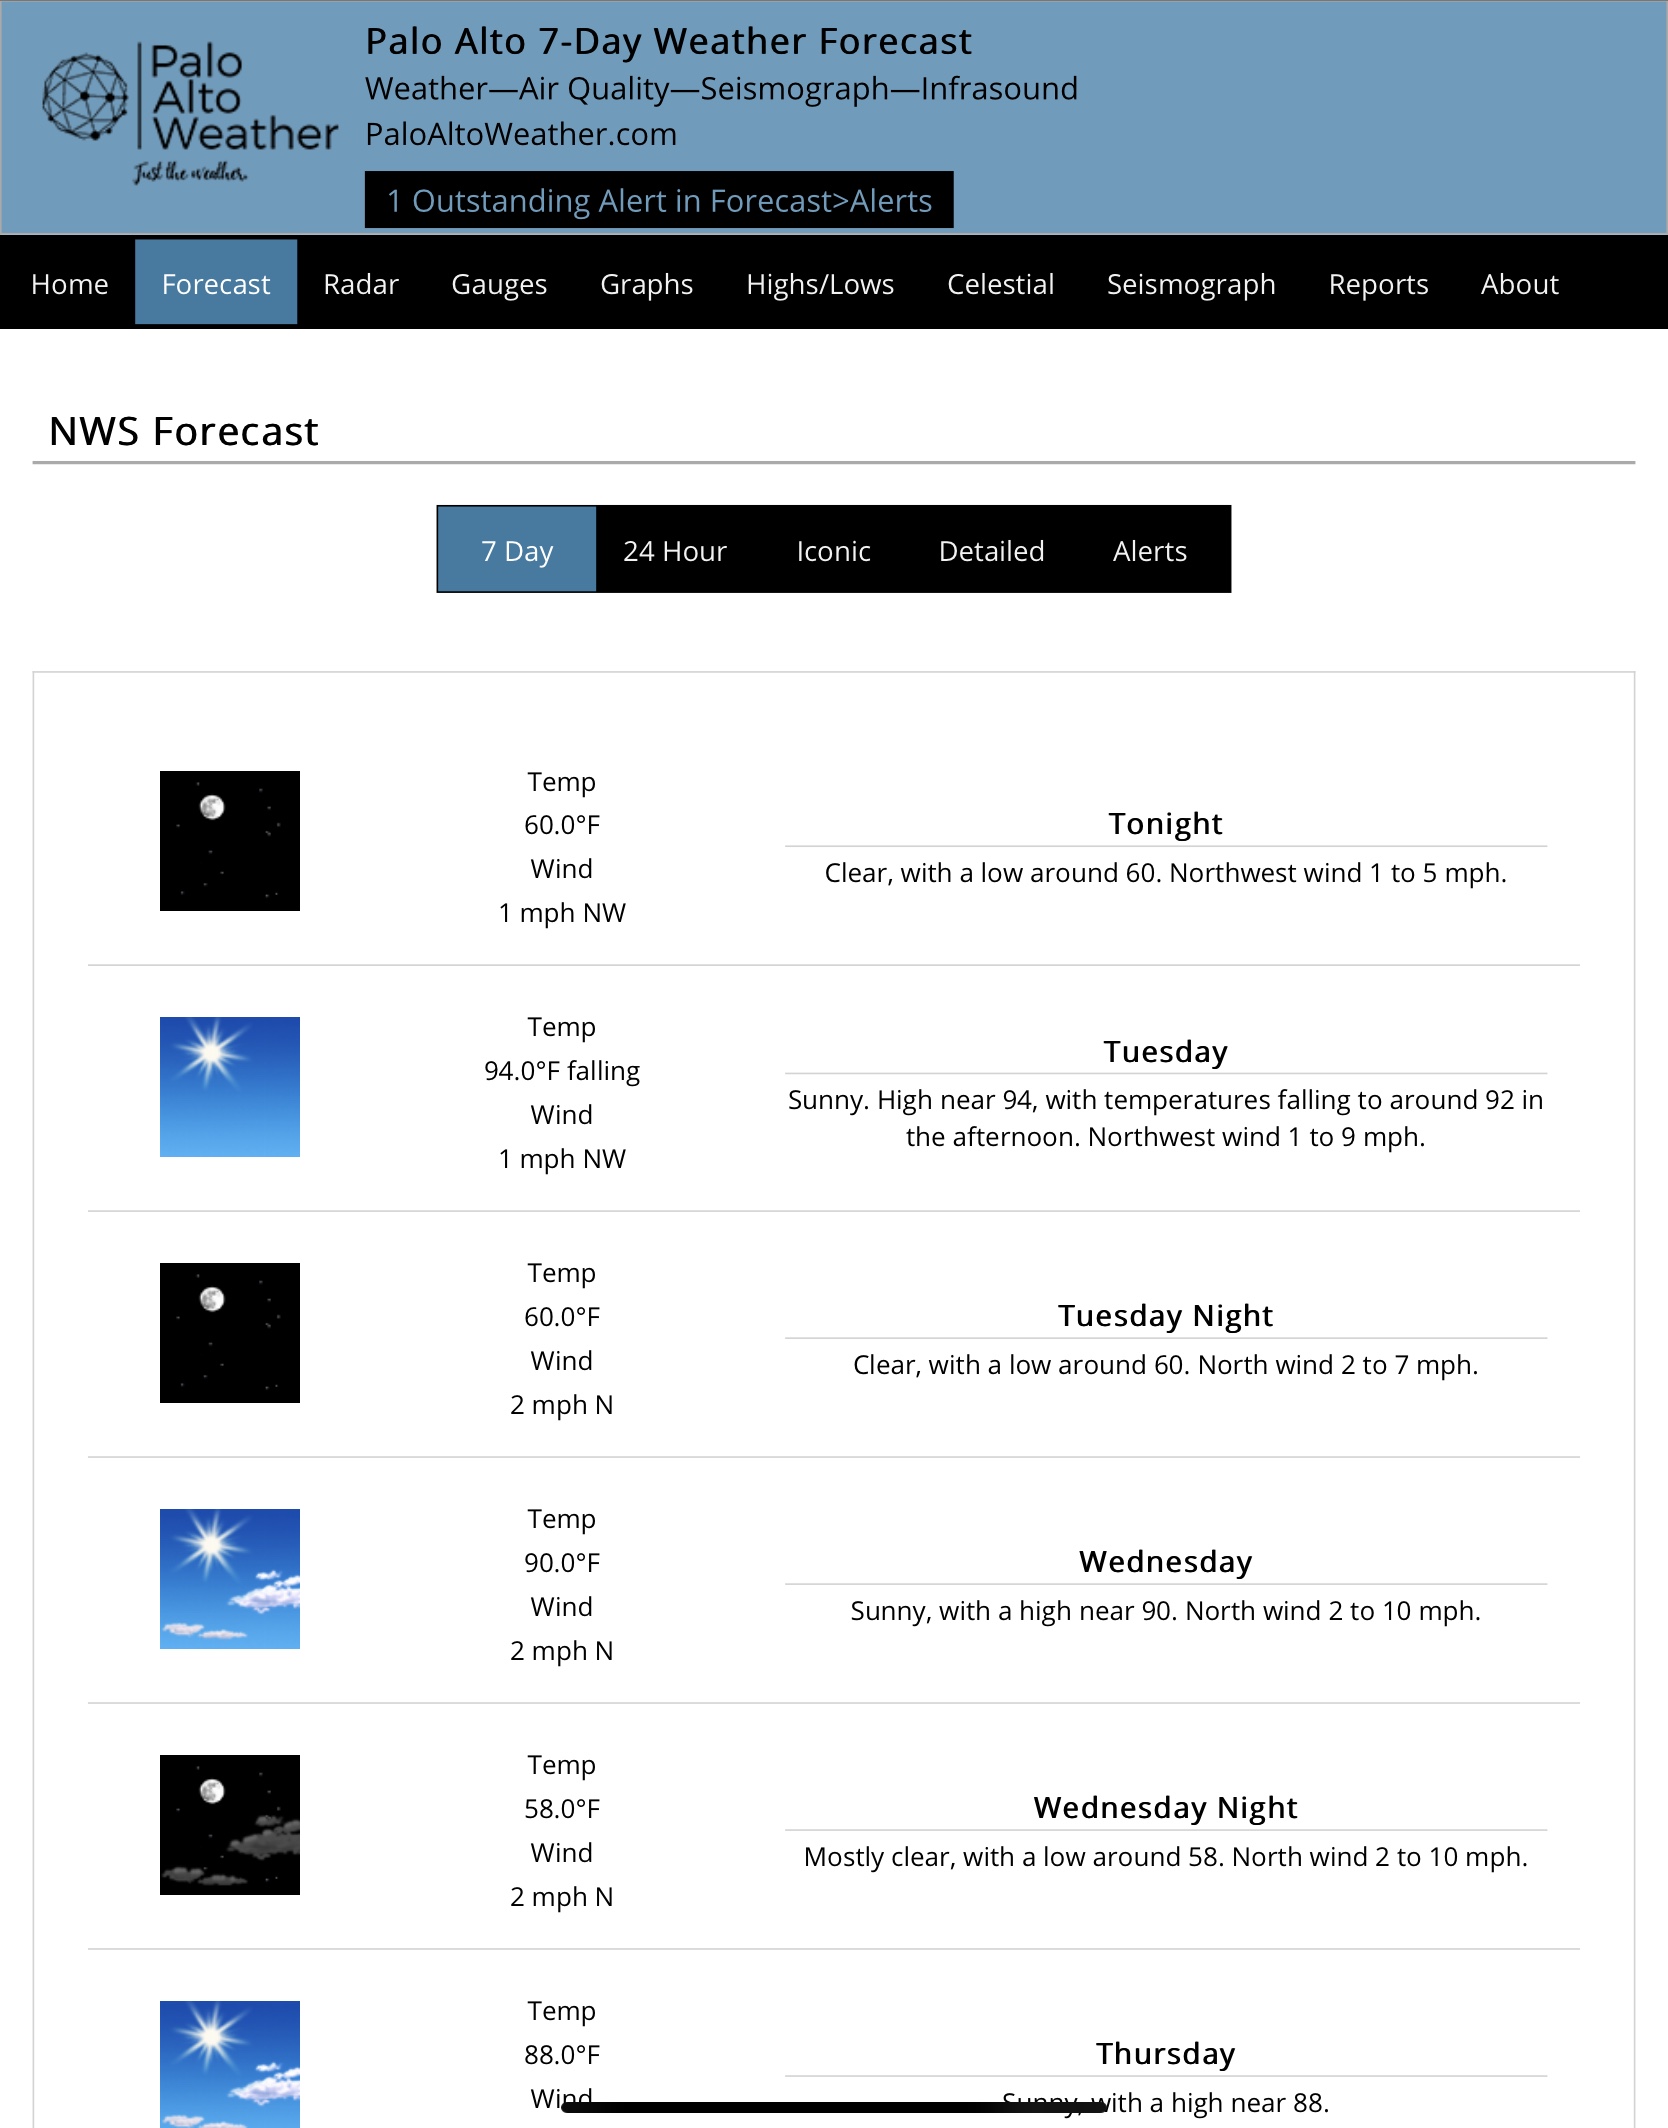 Palo
Alto
Weather
Just the weather.
Palo Alto 7-Day Weather Forecast
Weather—Air Quality—Seismograph—Infrasound
PaloAltoWeather.com
1 Outstanding Alert in Forecast>Alerts
Home Forecast Radar Gauges Graphs Highs/Lows Celestial Seismograph Reports About
NWS Forecast
7 Day 24 Hour Iconic Detailed Alerts
Temp
60.0°F
Wind
1 mph NW
Tonight
Clear, with a low around 60. Northwest wind 1 to 5 mph.
Temp
94.0°F falling
Wind
1 mph NW
Tuesday
Sunny. High near 94, with temperatures falling to around 92 in
the afternoon. Northwest wind 1 to 9 mph.
Temp
60.0°F
Wind
2 mph N
Tuesday Night
Clear, with a low around 60. North wind 2 to 7 mph.
Temp
90.0°F
Wind
2 mph N
Wednesday
Sunny, with a high near 90. North wind 2 to 10 mph.
Temp
58.0°F
Wind
2 mph N
Wednesday Night
Mostly clear, with a low around 58. North wind 2 to 10 mph.
Temp
88.0°F
Wind
Thursday
Sunny, with a high near 88.